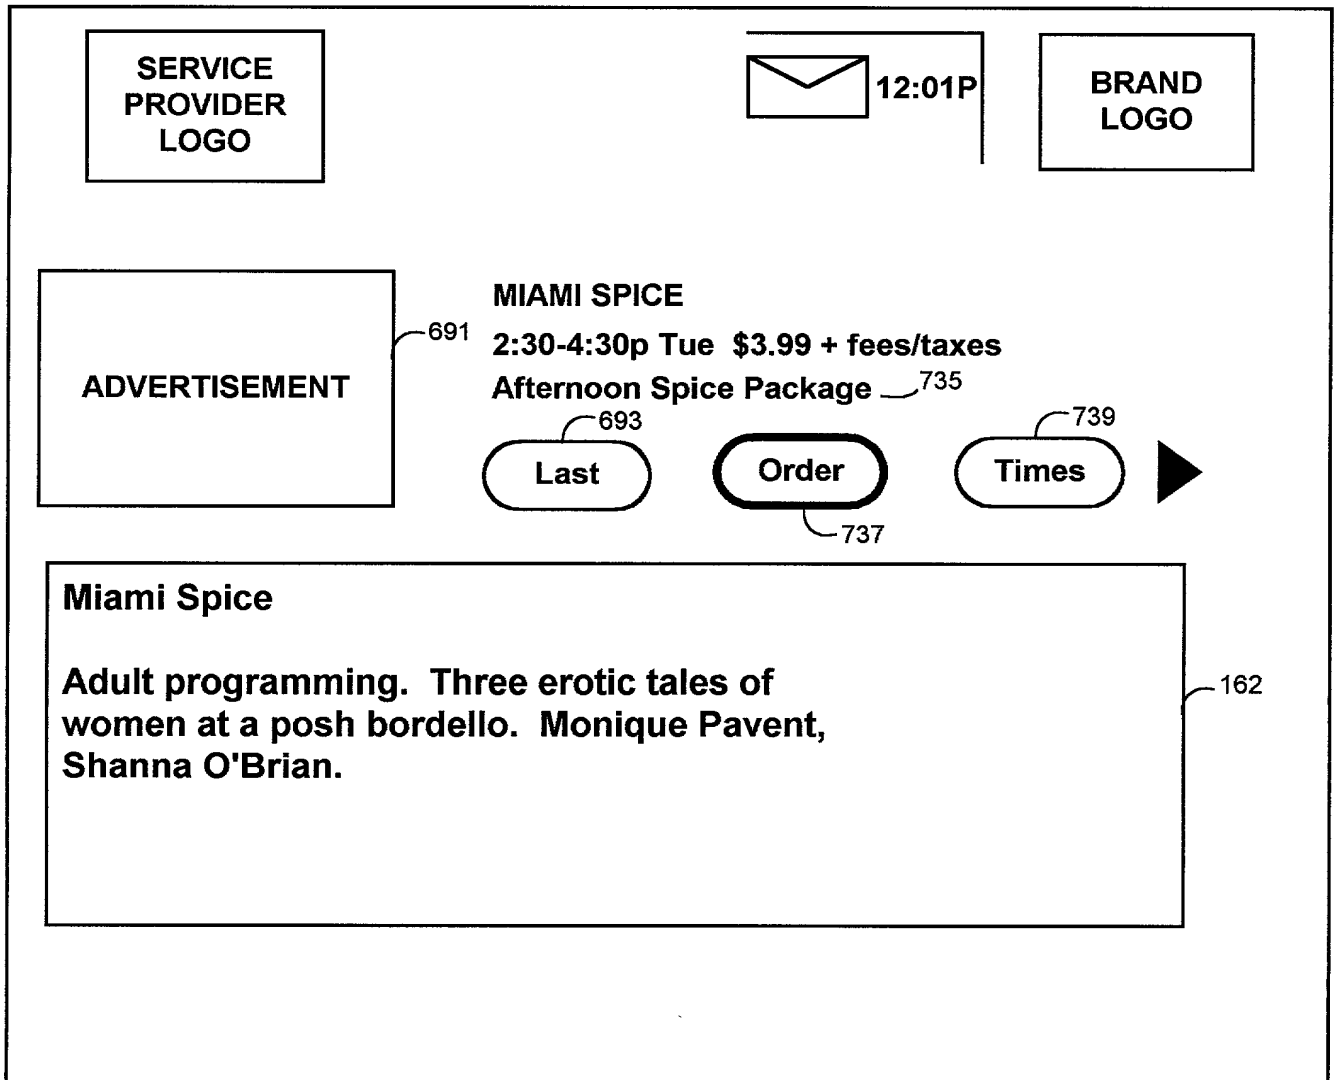 SERVICE
PROVIDER
LOGO
12:01P
BRAND
LOGO
ADVERTISEMENT
691
MIAMI SPICE
2:30-4:30p Tue $3.99 + fees/taxes
Afternoon Spice Package 735
693
739
Last
Order
Times
737
Miami Spice
Adult programming. Three erotic tales of
women at a posh bordello. Monique Pavent,
Shanna O'Brian.
162